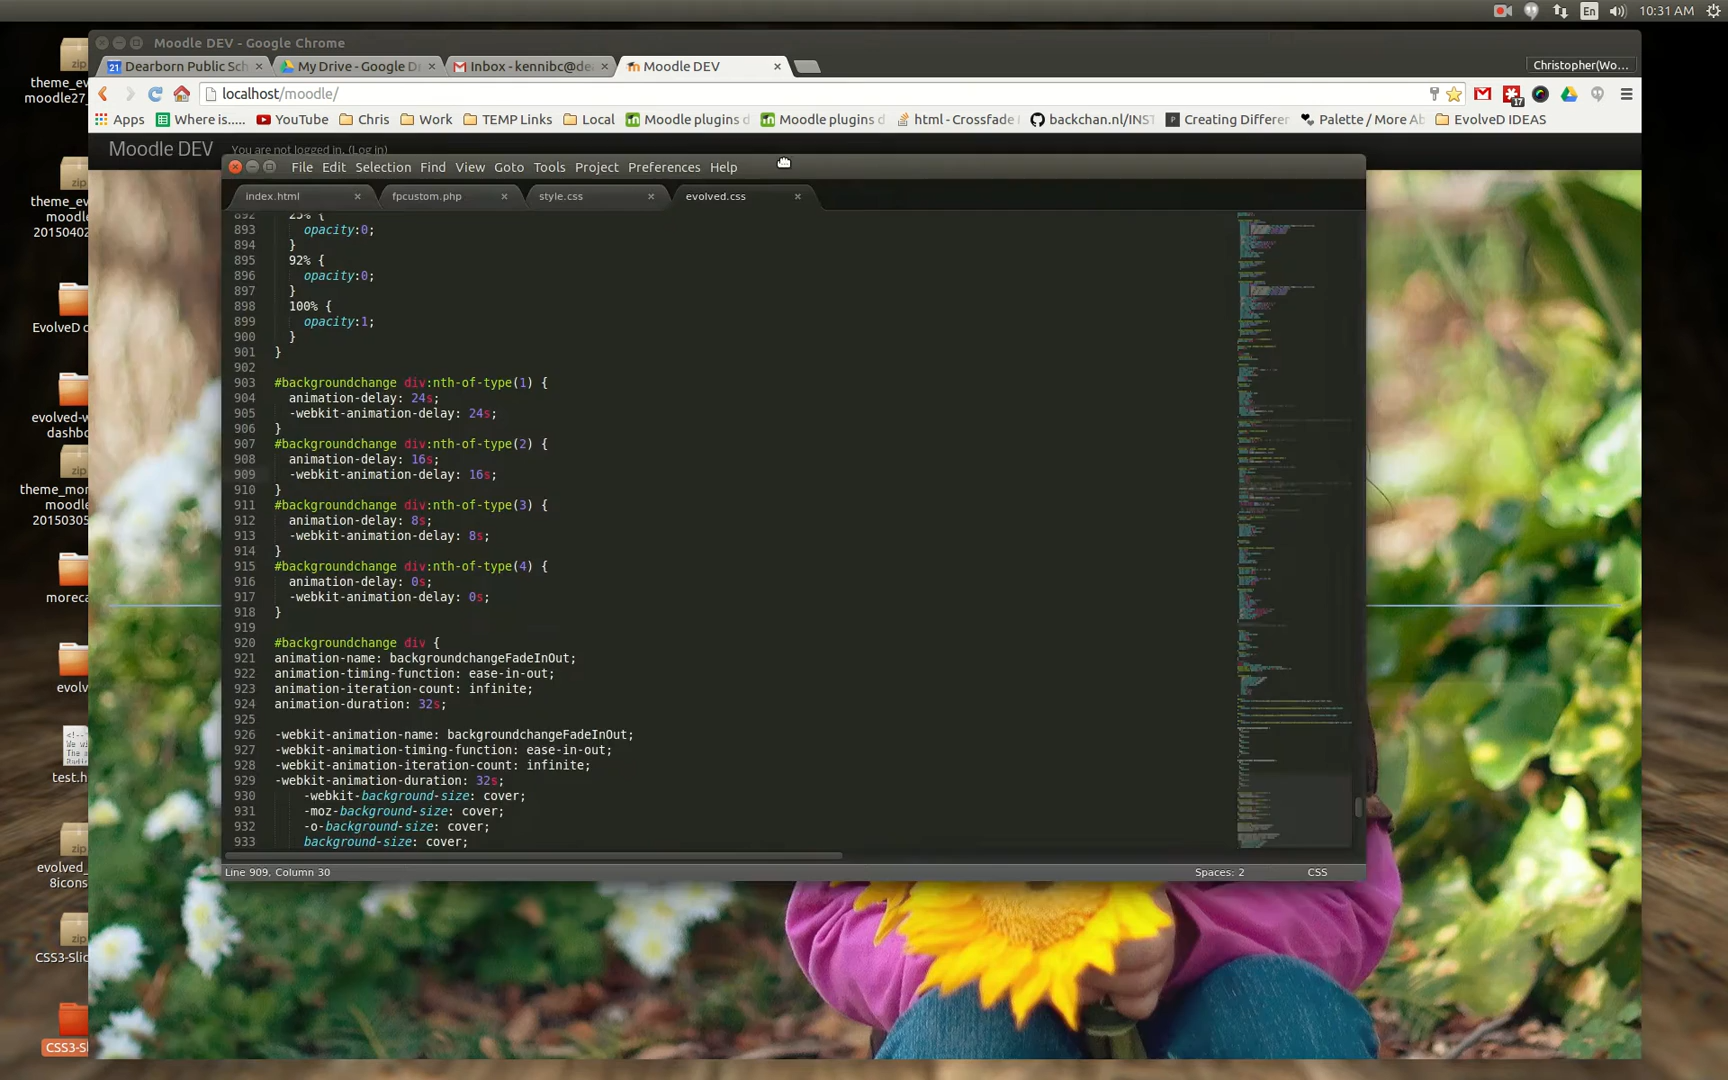 En
10:31 AM
Moodle DEV - Google Chrome
Dearborn Public Sch
My Drive - Google D
Inbox - kennibc@de
Moodle DEV
Christopher(Wo...
localhost/moodle/
17
Apps
Where is.....
YouTube
Chris
Work
TEMP Links
Local
Moodle plugins d
Moodle plugins d
html - Crossfade
backchan.nl/INST
Creating Differen
Palette / More Ab
EvolveD IDEAS
Moodle DEV
You are not logged in. (Log in)
File Edit Selection Find View Goto Tools Project Preferences Help
index.html
fpcustom.php
style.css
evolved.css
892 25% {
893 opacity:0;
894 }
895 92% {
896 opacity:0;
897 }
898 100% {
899 opacity:1;
900 }
901 }
902
903 #backgroundchange div:nth-of-type(1) {
904 animation-delay: 24s;
905 -webkit-animation-delay: 24s;
906 }
907 #backgroundchange div:nth-of-type(2) {
908 animation-delay: 16s;
909 -webkit-animation-delay: 16s;
910 }
911 #backgroundchange div:nth-of-type(3) {
912 animation-delay: 8s;
913 -webkit-animation-delay: 8s;
914 }
915 #backgroundchange div:nth-of-type(4) {
916 animation-delay: 0s;
917 -webkit-animation-delay: 0s;
918 }
919
920 #backgroundchange div {
921 animation-name: backgroundchangeFadeInOut;
922 animation-timing-function: ease-in-out;
923 animation-iteration-count: infinite;
924 animation-duration: 32s;
925
926 -webkit-animation-name: backgroundchangeFadeInOut;
927 -webkit-animation-timing-function: ease-in-out;
928 -webkit-animation-iteration-count: infinite;
929 -webkit-animation-duration: 32s;
930 -webkit-background-size: cover;
931 -moz-background-size: cover;
932 -o-background-size: cover;
933 background-size: cover;
Line 909, Column 30
Spaces: 2
CSS
zip
theme_ev
moodle27_
zip
theme_ev
moodle
20150402
EvolveD d
evolved-w
dashbo
zip
theme_mor
moodle
20150305
moreca
evolv
test.h
zip
evolved_
8icons
zip
CSS3-Slic
CSS3-Sl